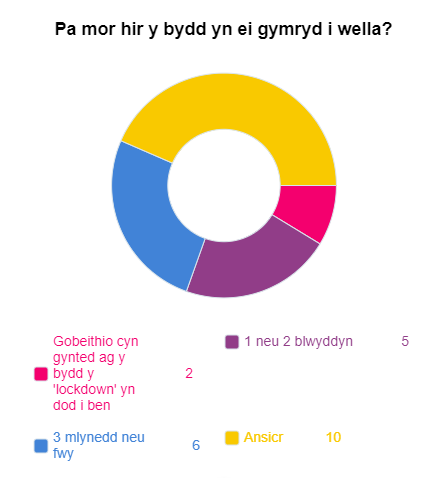 Pa mor hir y bydd yn ei gymryd i wella?
Gobeithio cyn
gynted ag y
bydd y
'lockdown' yn
dod i ben
2
1 neu 2 blwyddyn 5
3 mlynedd neu
fwy
6
Ansicr 10